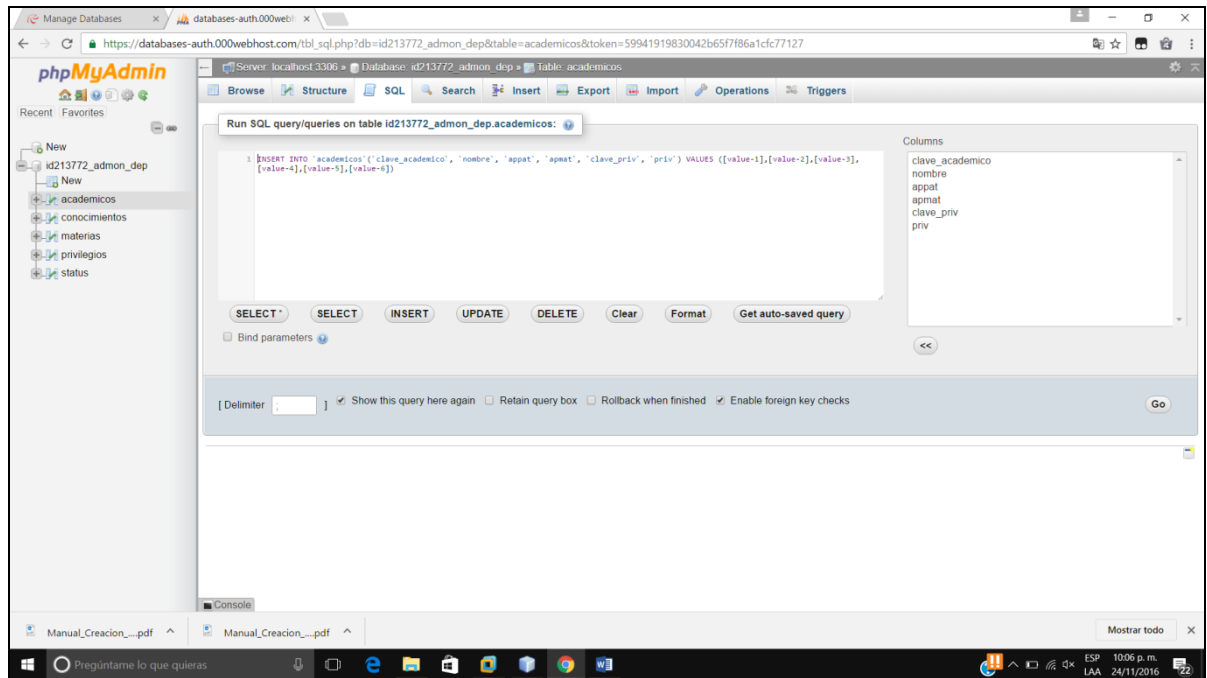 Manage Databases
databases-auth.000webh
https://databases-auth.000webhost.com/tbl_sql.php?db=id213772_admon_dep&table=academicos&token=59941919830042b65f7f86a1cfc77127
phpMyAdmin
Recent Favorites
New
id213772_admon_dep
New
academicos
conocimientos
materias
privilegios
status
Server: localhost:3306 » Database: id213772_admon_dep » Table: academicos
Browse Structure SQL Search Insert Export Import Operations Triggers
Run SQL query/queries on table id213772_admon_dep.academicos:
1 INSERT INTO `academicos`(`clave_academico`, `nombre`, `appat`, `apmat`, `clave_priv`, `priv`) VALUES ([value-1],[value-2],[value-3],
[value-4],[value-5],[value-6])
Columns
clave_academico
nombre
appat
apmat
clave_priv
priv
SELECT * SELECT INSERT UPDATE DELETE Clear Format Get auto-saved query
<<
Bind parameters
[ Delimiter ; ] Show this query here again Retain query box Rollback when finished Enable foreign key checks
Go
Console
Manual_Creacion_....pdf
Manual_Creacion_....pdf
Mostrar todo
Pregúntame lo que quieras
ESP
LAA
10:06 p. m.
24/11/2016
22